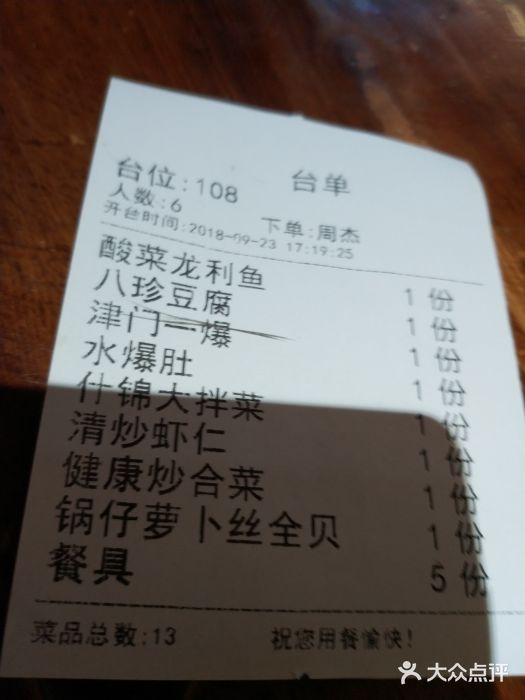 台单
台位:108
人数:6 下单:周杰
开台时间:2018-09-23 17:19:25
酸菜龙利鱼 1 份
八珍豆腐 1 份
津门一爆 1 份
水爆肚 1 份
什锦大拌菜 1 份
清炒虾仁 1 份
健康炒合菜 1 份
锅仔萝卜丝全贝 1 份
餐具 5 份
菜品总数:13 祝您用餐愉快!
大众点评